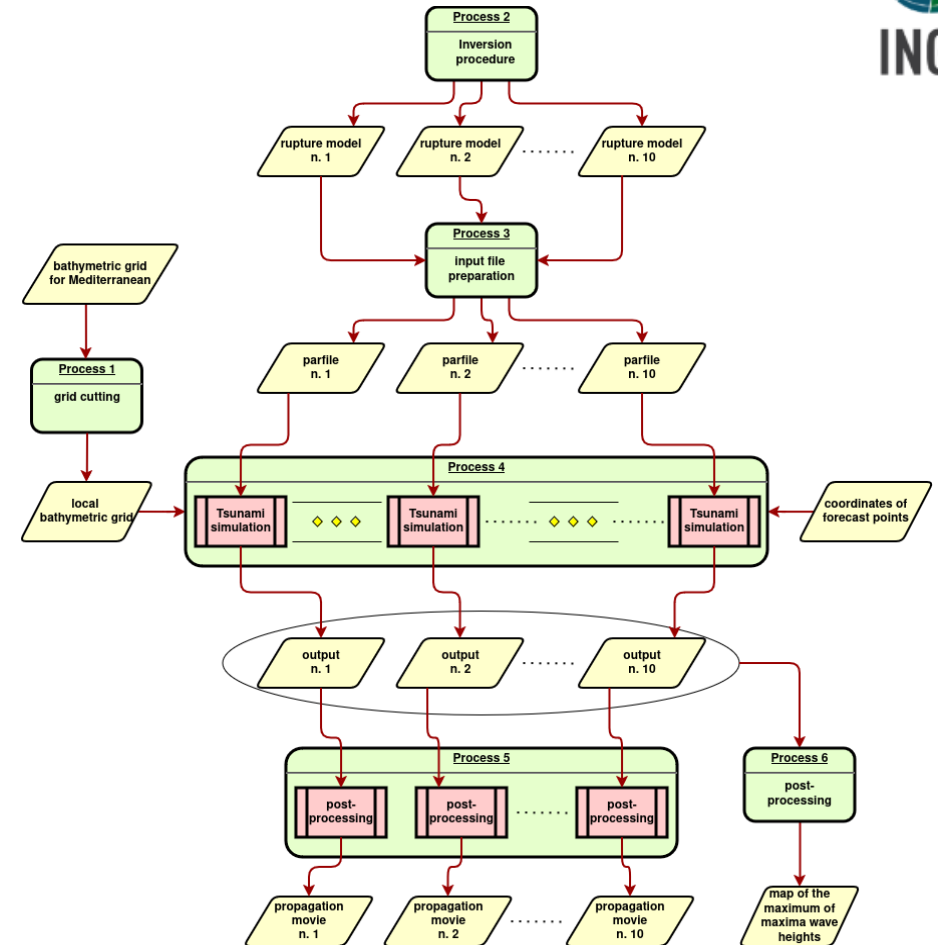 Process 2
Inversion
procedure
rupture model
n. 1
rupture model
n. 2
.......
rupture model
n. 10
Process 3
input file
preparation
bathymetric grid
for Mediterranean
Process 1
grid cutting
parfile
n. 1
parfile
n. 2
.......
parfile
n. 10
Process 4
local
bathymetric grid
Tsunami
simulation
Tsunami
simulation
.......
.......
Tsunami
simulation
coordinates of
forecast points
output
n. 1
output
n. 2
.......
output
n. 10
Process 5
post-
processing
post-
processing
.......
post-
processing
Process 6
post-
processing
propagation
movie
n. 1
propagation
movie
n. 2
.......
propagation
movie
n. 10
map of the
maximum of
maxima wave
heights